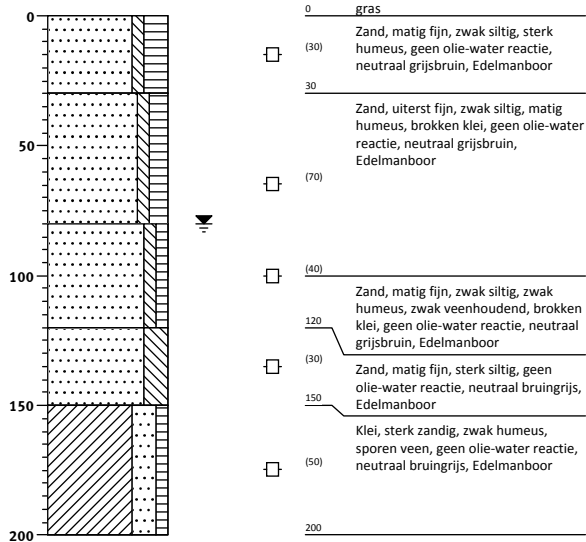 0
0
gras
Zand, matig fijn, zwak siltig, sterk
humeus, geen olie-water reactie,
neutraal grijsbruin, Edelmanboor
(30)
30
Zand, uiterst fijn, zwak siltig, matig
humeus, brokken klei, geen olie-water
reactie, neutraal grijsbruin,
Edelmanboor
50
(70)
100
(40)
Zand, matig fijn, zwak siltig, zwak
humeus, zwak veenhoudend, brokken
klei, geen olie-water reactie, neutraal
grijsbruin, Edelmanboor
120
(30)
Zand, matig fijn, sterk siltig, geen
olie-water reactie, neutraal bruingrijs,
Edelmanboor
150
150
Klei, sterk zandig, zwak humeus,
sporen veen, geen olie-water reactie,
neutraal bruingrijs, Edelmanboor
(50)
200
200